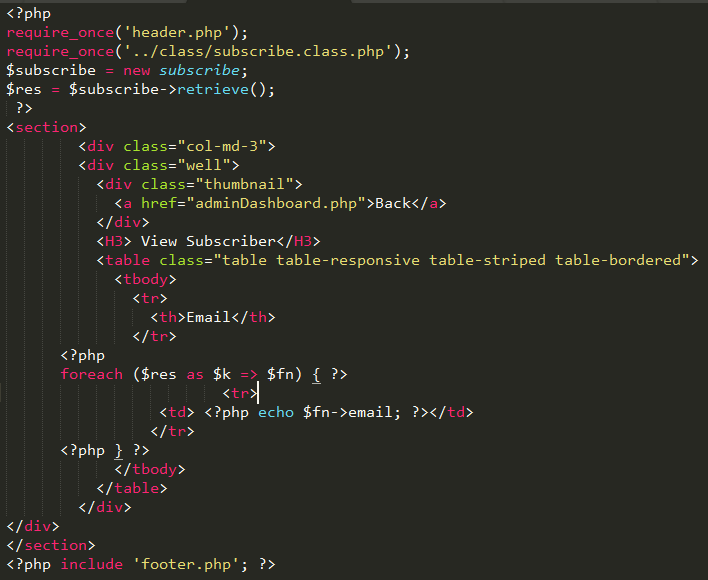 <?php
require_once('header.php');
require_once('../class/subscribe.class.php');
$subscribe = new subscribe;
$res = $subscribe->retrieve();
 ?>
<section>
        <div class="col-md-3">
        <div class="well">
          <div class="thumbnail">
            <a href="adminDashboard.php">Back</a>
          </div>
          <H3> View Subscriber</H3>
          <table class="table table-responsive table-striped table-bordered">
            <tbody>
              <tr>
                <th>Email</th>
              </tr>
      <?php
      foreach ($res as $k => $fn) { ?>
                        <tr>
                 <td> <?php echo $fn->email; ?></td>
                </tr>
      <?php } ?>
            </tbody>
          </table>
        </div>
</div>
</section>
<?php include 'footer.php'; ?>